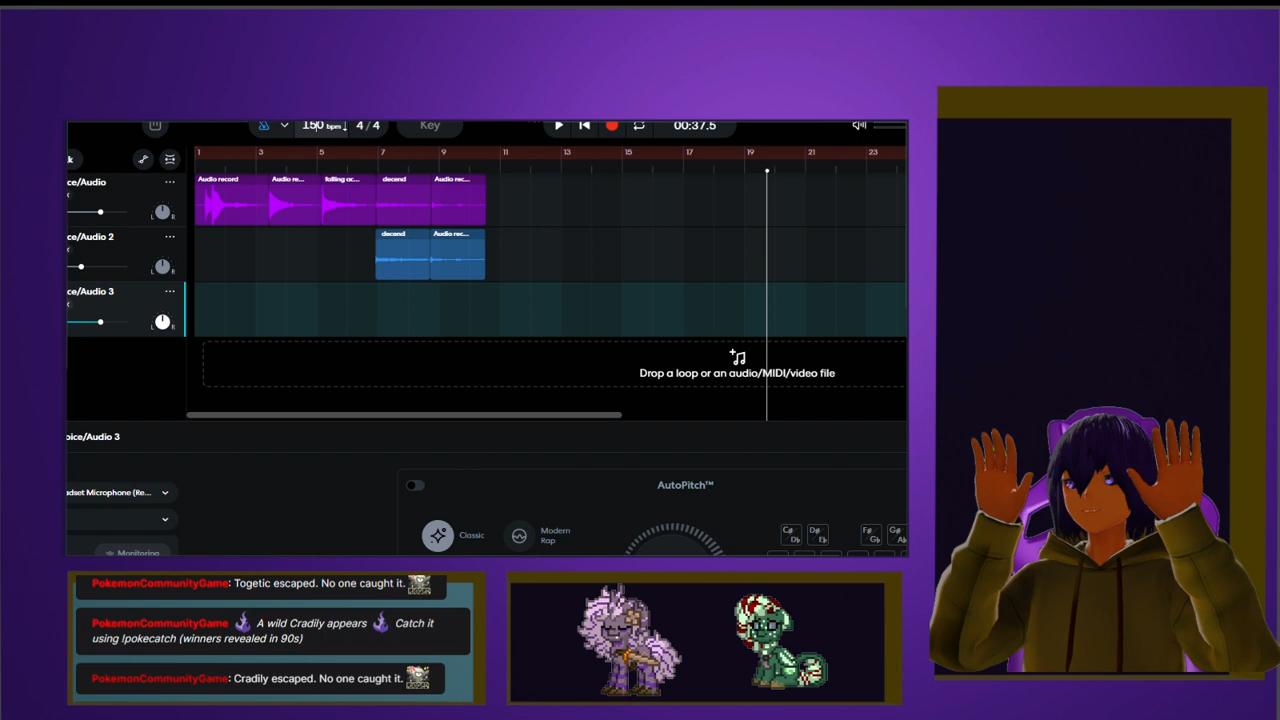 150 bpm 4/4 Key 00:37.5
1 3 5 7 9 11 13 15 17 19 21 23
ce/Audio
Audio record Audio re... falling ac... decend Audio rec...
L R
ce/Audio 2
decend Audio rec...
L R
ce/Audio 3
L R
Drop a loop or an audio/MIDI/video file
oice/Audio 3
AutoPitch™
adset Microphone (Re...
Classic
Modern
Rap
C# D# F# G#
Db Eb Gb Ab
Monitoring
PokemonCommunityGame: Togetic escaped. No one caught it.
PokemonCommunityGame A wild Cradily appears Catch it
using !pokecatch (winners revealed in 90s)
PokemonCommunityGame: Cradily escaped. No one caught it.